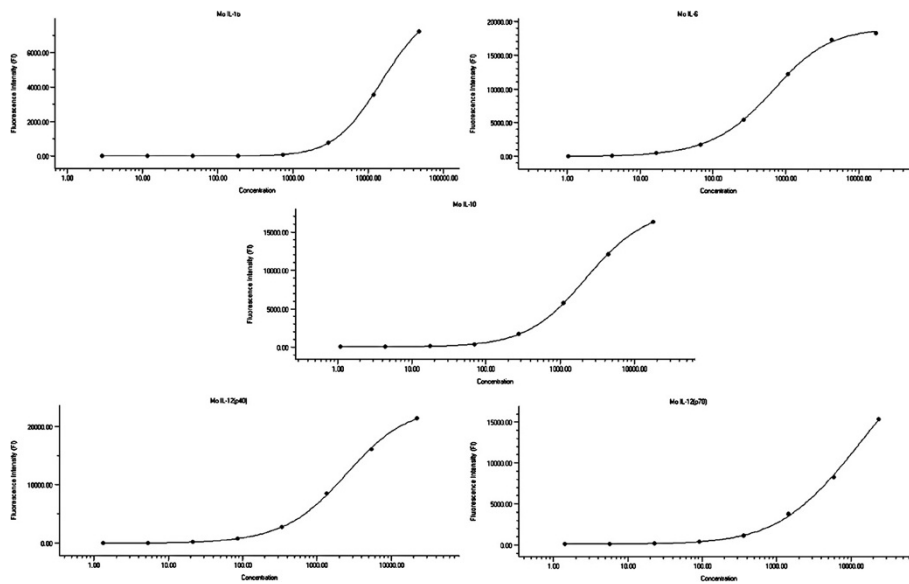 Mo IL-1α
Fluorescence Intensity (FI)
6000.00
4000.00
2000.00
0.00
1.00 10.00 100.00 1000.00 10000.00 100000.00
Concentration
Mo IL-6
Fluorescence Intensity (FI)
20000.00
15000.00
10000.00
5000.00
0.00
1.00 10.00 100.00 1000.00 10000.00
Concentration
Mo IL-10
Fluorescence Intensity (FI)
15000.00
10000.00
5000.00
0.00
1.00 10.00 100.00 1000.00 10000.00
Concentration
Mo IL-12(p40)
Fluorescence Intensity (FI)
20000.00
10000.00
0.00
1.00 10.00 100.00 1000.00 10000.00
Concentration
Mo IL-12(p70)
Fluorescence Intensity (FI)
15000.00
10000.00
5000.00
0.00
1.00 10.00 100.00 1000.00 10000.00
Concentration